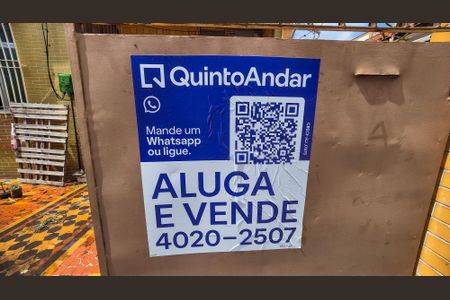 QuintoAndar
Mande um
Whatsapp
ou ligue.
ALUGA
E VENDE
4020-2507